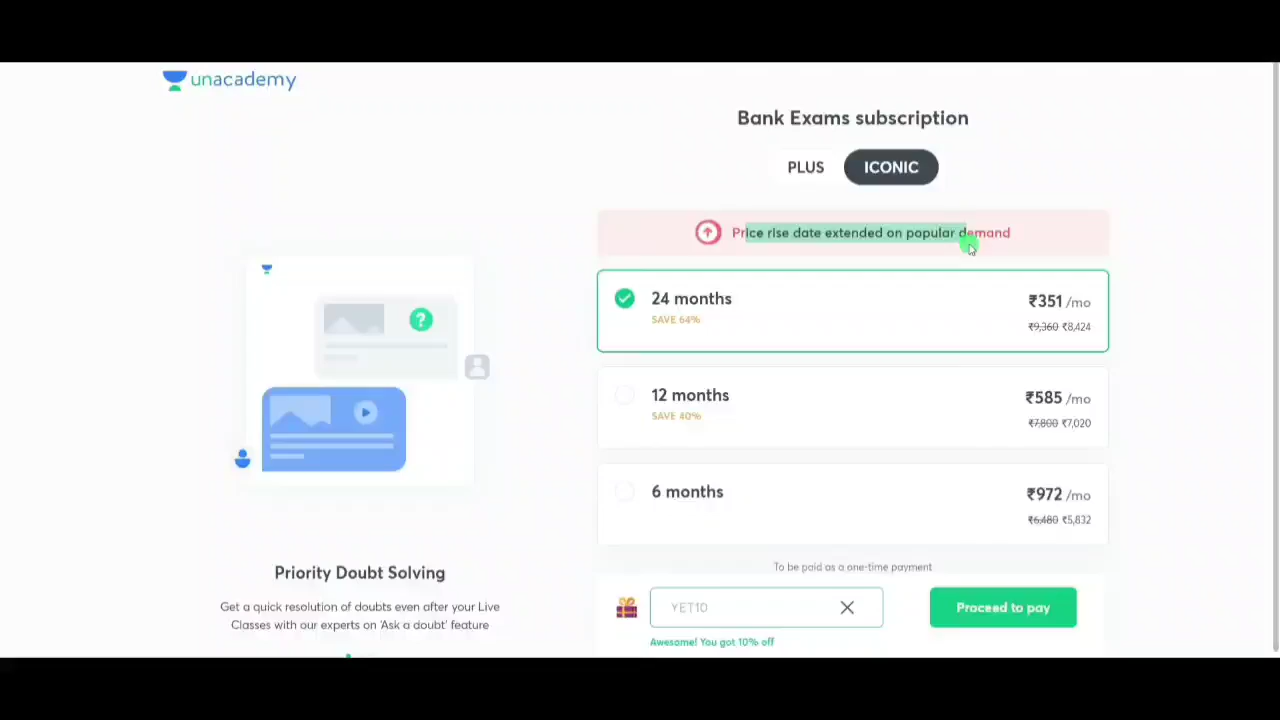 unacademy
Bank Exams subscription
PLUS ICONIC
Price rise date extended on popular demand
24 months
SAVE 64%
₹351 /mo
₹9,360 ₹8,424
12 months
SAVE 40%
₹585 /mo
₹7,800 ₹7,020
6 months
₹972 /mo
₹6,480 ₹5,832
To be paid as a one-time payment
YET10
Proceed to pay
Awesome! You got 10% off
?
Priority Doubt Solving
Get a quick resolution of doubts even after your Live
Classes with our experts on 'Ask a doubt' feature